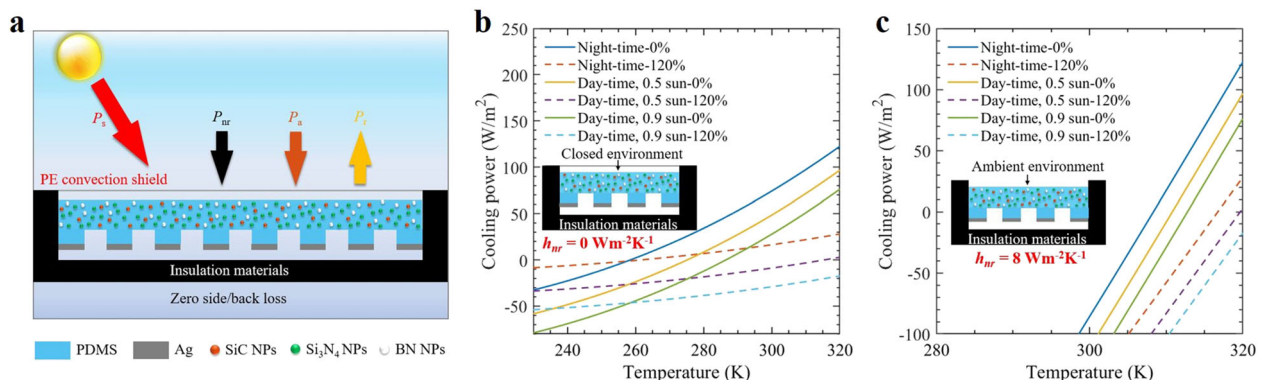 a
P_s
P_nr
P_a
P_r
PE convection shield
Insulation materials
Zero side/back loss
PDMS
Ag
SiC NPs
Si₃N₄ NPs
BN NPs
b
250
200
150
100
50
0
-50
Cooling power (W/m²)
Night-time-0%
Night-time-120%
Day-time, 0.5 sun-0%
Day-time, 0.5 sun-120%
Day-time, 0.9 sun-0%
Day-time, 0.9 sun-120%
Closed environment
Insulation materials
h_nr = 0 Wm⁻²K⁻¹
240
260
280
300
320
Temperature (K)
c
150
100
50
0
-50
-100
Cooling power (W/m²)
Night-time-0%
Night-time-120%
Day-time, 0.5 sun-0%
Day-time, 0.5 sun-120%
Day-time, 0.9 sun-0%
Day-time, 0.9 sun-120%
Ambient environment
Insulation materials
h_nr = 8 Wm⁻²K⁻¹
280
300
320
Temperature (K)